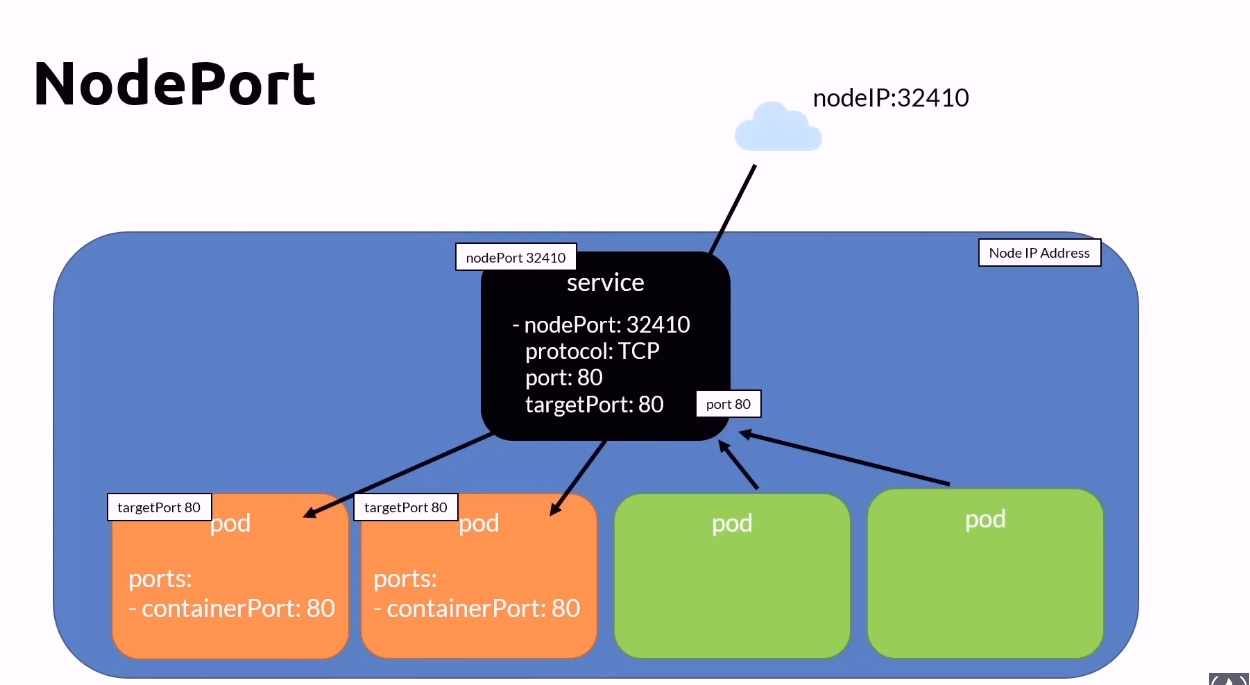 NodePort
nodeIP:32410
nodePort 32410
Node IP Address
service
- nodePort: 32410
protocol: TCP
port: 80
targetPort: 80
port 80
targetPort 80
pod
ports:
- containerPort: 80
targetPort 80
pod
ports:
- containerPort: 80
pod
pod